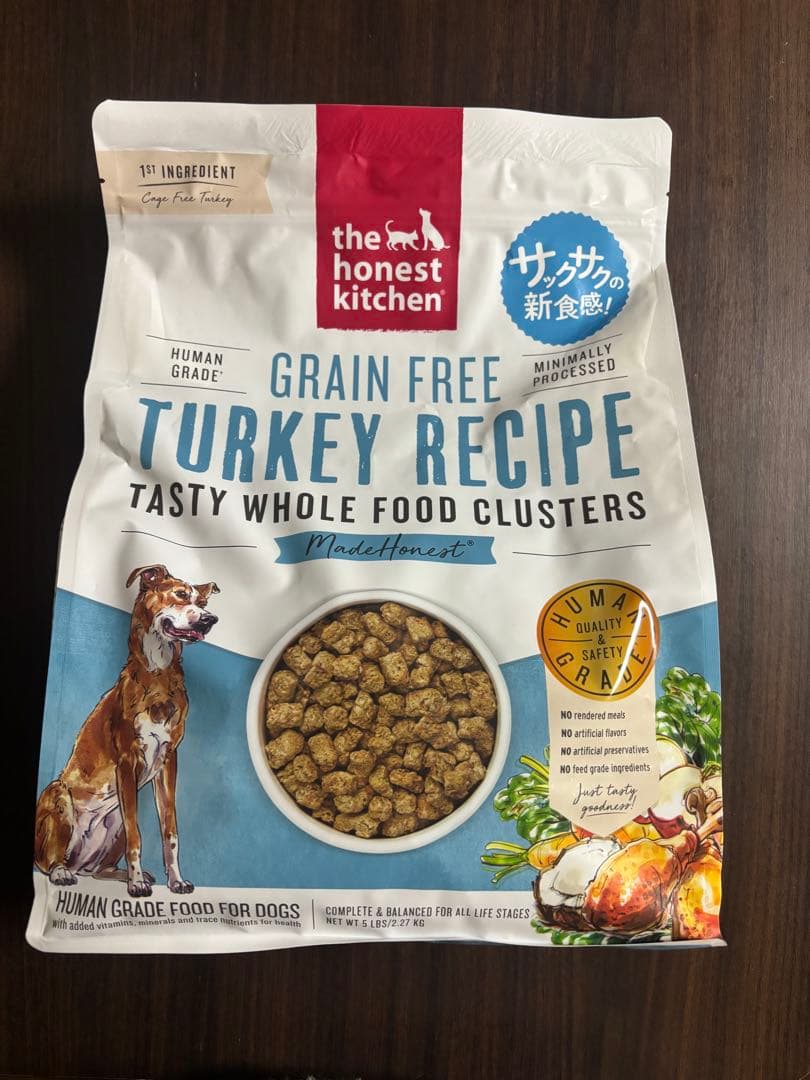 1ST INGREDIENT
Cage Free Turkey
the
honest
kitchen®
サックサクの
新食感!
HUMAN
GRADE†
MINIMALLY
PROCESSED
GRAIN FREE
TURKEY RECIPE
TASTY WHOLE FOOD CLUSTERS
MadeHonest®
HUMAN
QUALITY
&
SAFETY
GRADE
NO rendered meals
NO artificial flavors
NO artificial preservatives
NO feed grade ingredients
Just tasty
goodness!
HUMAN GRADE FOOD FOR DOGS
with added vitamins, minerals and trace nutrients for health
COMPLETE & BALANCED FOR ALL LIFE STAGES
NET WT 5 LBS/2.27 KG